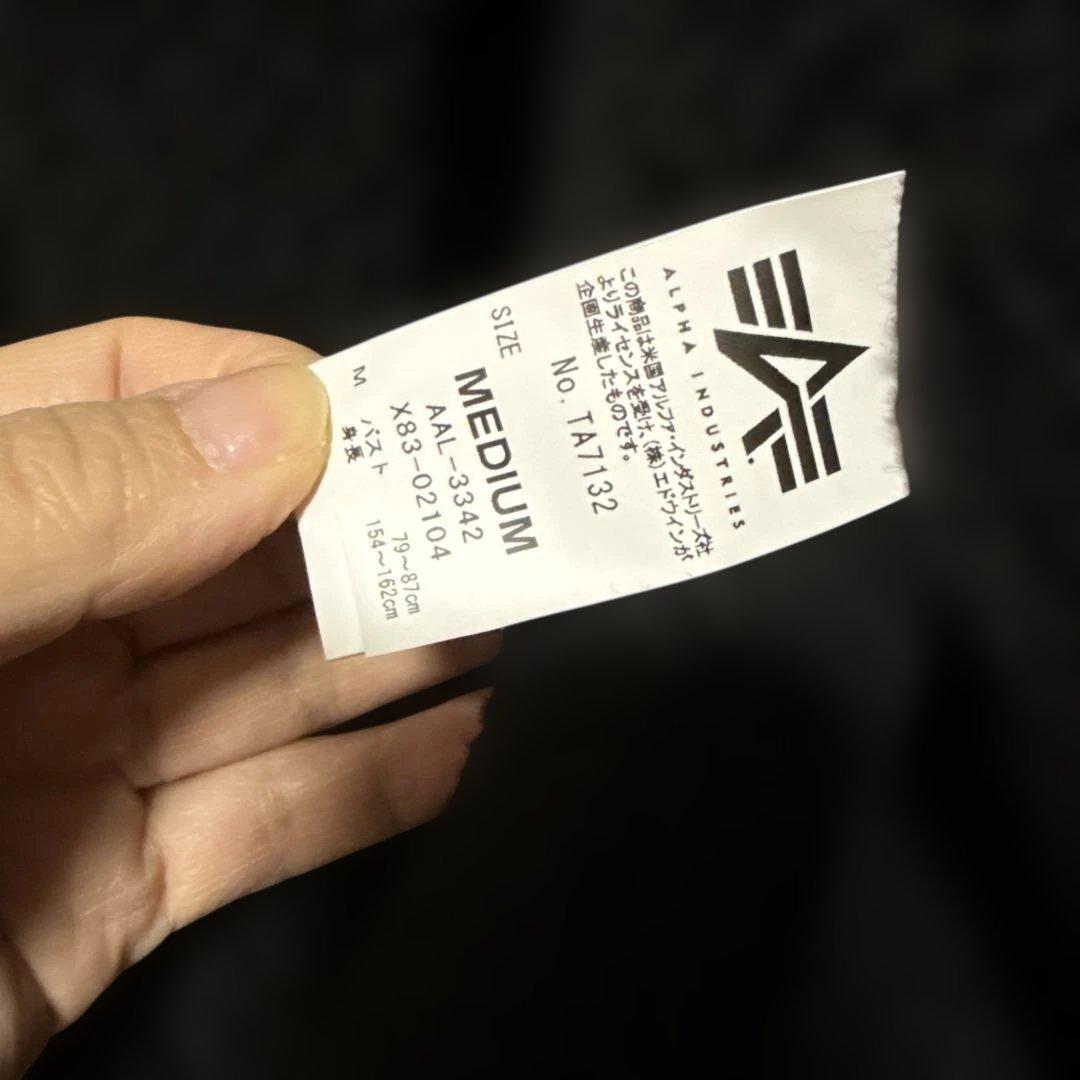 ALPHA INDUSTRIES
この商品は米国アルファ・インダストリーズ社
よりライセンスを受け、(株)エドウインが
企画生産したものです。
No. TA7132
SIZE
MEDIUM
AAL-3342
X83-02104
M
バスト 79~87cm
身長 154~162cm